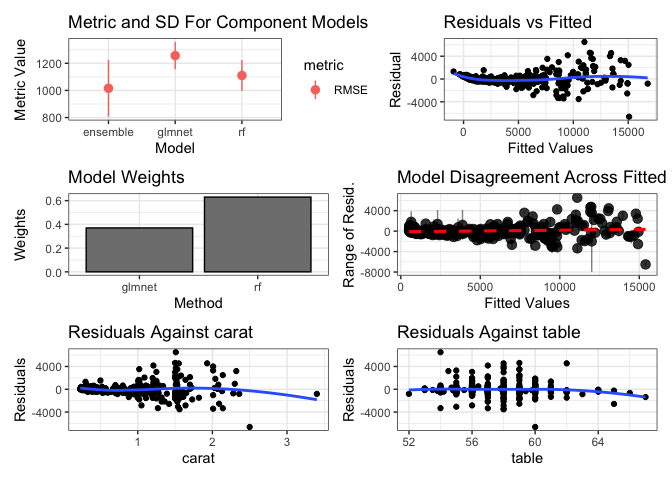 Metric and SD For Component Models
Metric Value
1200
1000
800
ensemble
glmnet
rf
Model
metric
RMSE
Residuals vs Fitted
Residual
4000
0
-4000
0
5000
10000
15000
Fitted Values
Model Weights
Weights
0.6
0.4
0.2
0.0
glmnet
rf
Method
Model Disagreement Across Fitted
Range of Resid.
4000
0
-4000
-8000
0
5000
10000
15000
Fitted Values
Residuals Against carat
Residuals
4000
0
-4000
1
2
3
carat
Residuals Against table
Residuals
4000
0
-4000
52
56
60
64
table